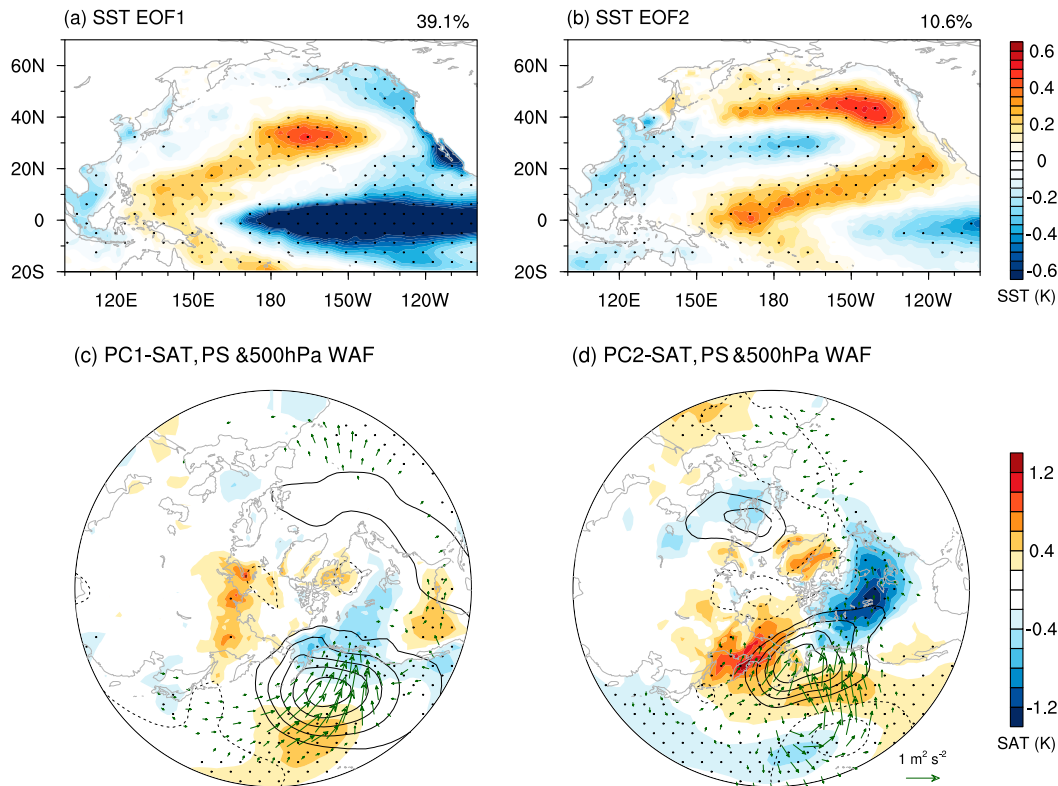 (a) SST EOF1 39.1%
(b) SST EOF2 10.6%
60N
40N
20N
0
20S
120E 150E 180 150W 120W
60N
40N
20N
0
20S
120E 150E 180 150W 120W
0.6
0.4
0.2
0
-0.2
-0.4
-0.6
SST (K)
(c) PC1-SAT, PS &500hPa WAF
(d) PC2-SAT, PS &500hPa WAF
1.2
0.4
-0.4
-1.2
SAT (K)
1 m² s⁻²